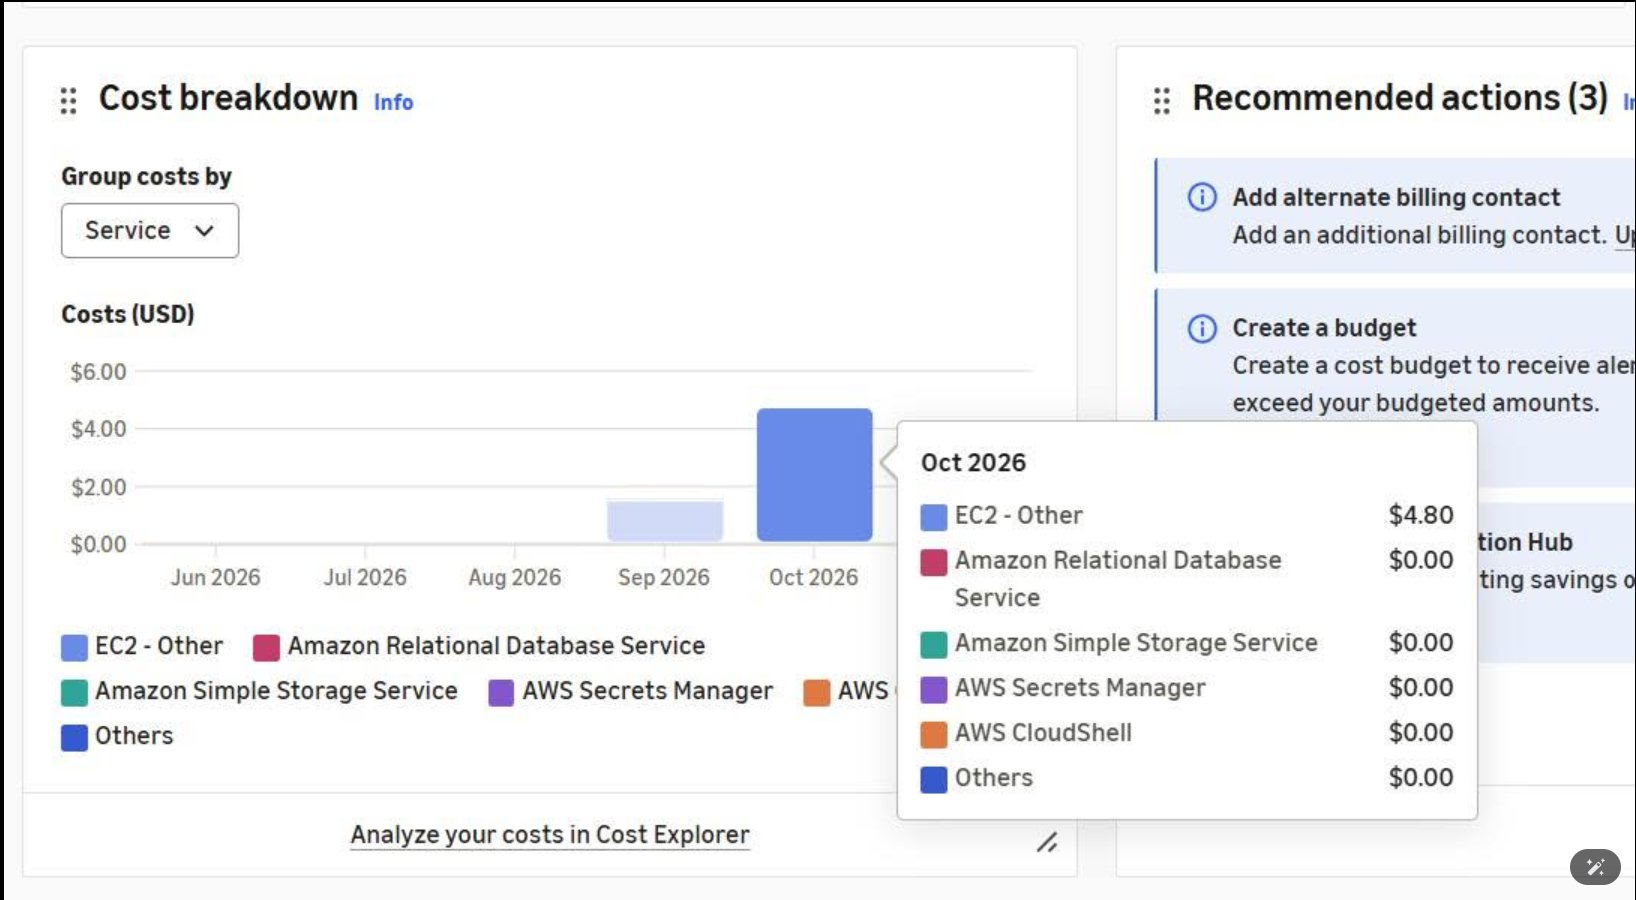 Cost breakdown Info
Group costs by
Service
Costs (USD)
$6.00
$4.00
$2.00
$0.00
Jun 2026 Jul 2026 Aug 2026 Sep 2026 Oct 2026
EC2 - Other Amazon Relational Database Service
Amazon Simple Storage Service AWS Secrets Manager AWS
Others
Analyze your costs in Cost Explorer
Oct 2026
EC2 - Other $4.80
Amazon Relational Database $0.00
Service
Amazon Simple Storage Service $0.00
AWS Secrets Manager $0.00
AWS CloudShell $0.00
Others $0.00
Recommended actions (3)
Add alternate billing contact
Add an additional billing contact.
Create a budget
Create a cost budget to receive
exceed your budgeted amounts.
Hub
savings